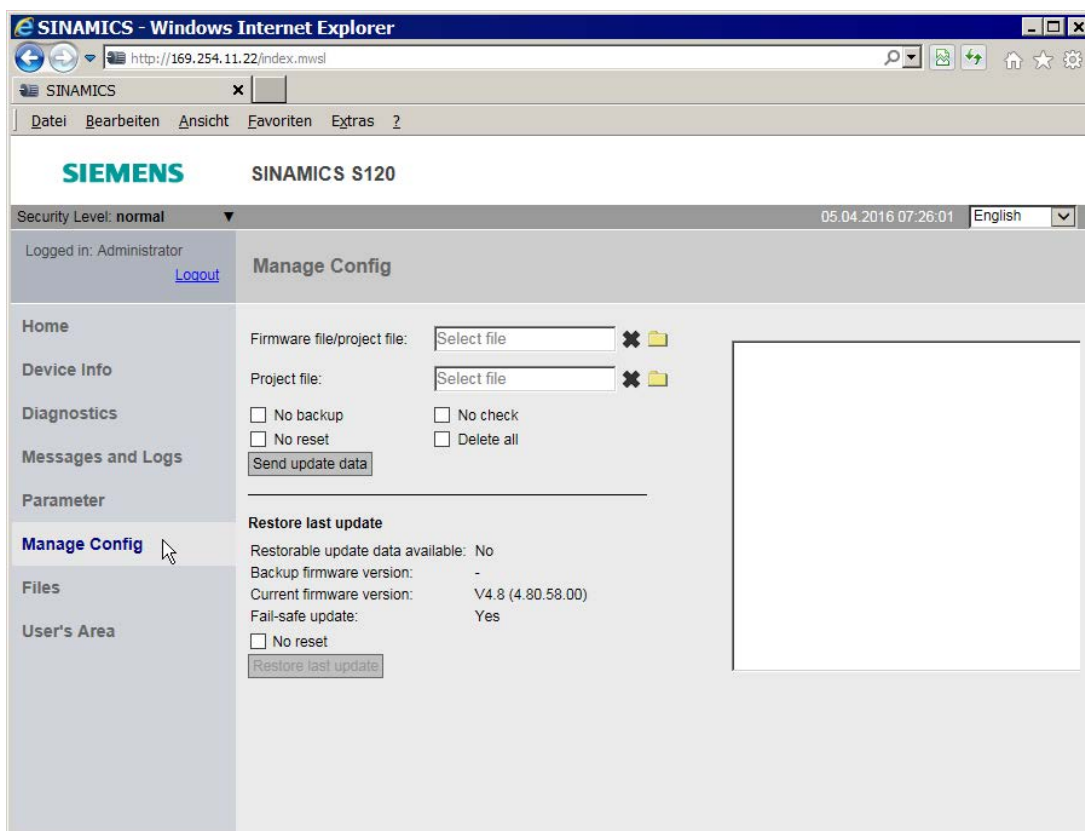 SINAMICS - Windows Internet Explorer
http://169.254.11.22/index.mwsl
SINAMICS
Datei Bearbeiten Ansicht Favoriten Extras ?
SIEMENS SINAMICS S120
Security Level: normal 05.04.2016 07:26:01 English
Logged in: Administrator
Logout
Manage Config
Home
Device Info
Diagnostics
Messages and Logs
Parameter
Manage Config
Files
User's Area
Firmware file/project file: Select file
Project file: Select file
No backup No check
No reset Delete all
Send update data
Restore last update
Restorable update data available: No
Backup firmware version: -
Current firmware version: V4.8 (4.80.58.00)
Fail-safe update: Yes
No reset
Restore last update